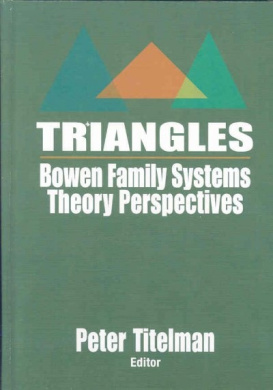 TRIANGLES
Bowen Family Systems
Theory Perspectives
Peter Titelman
Editor